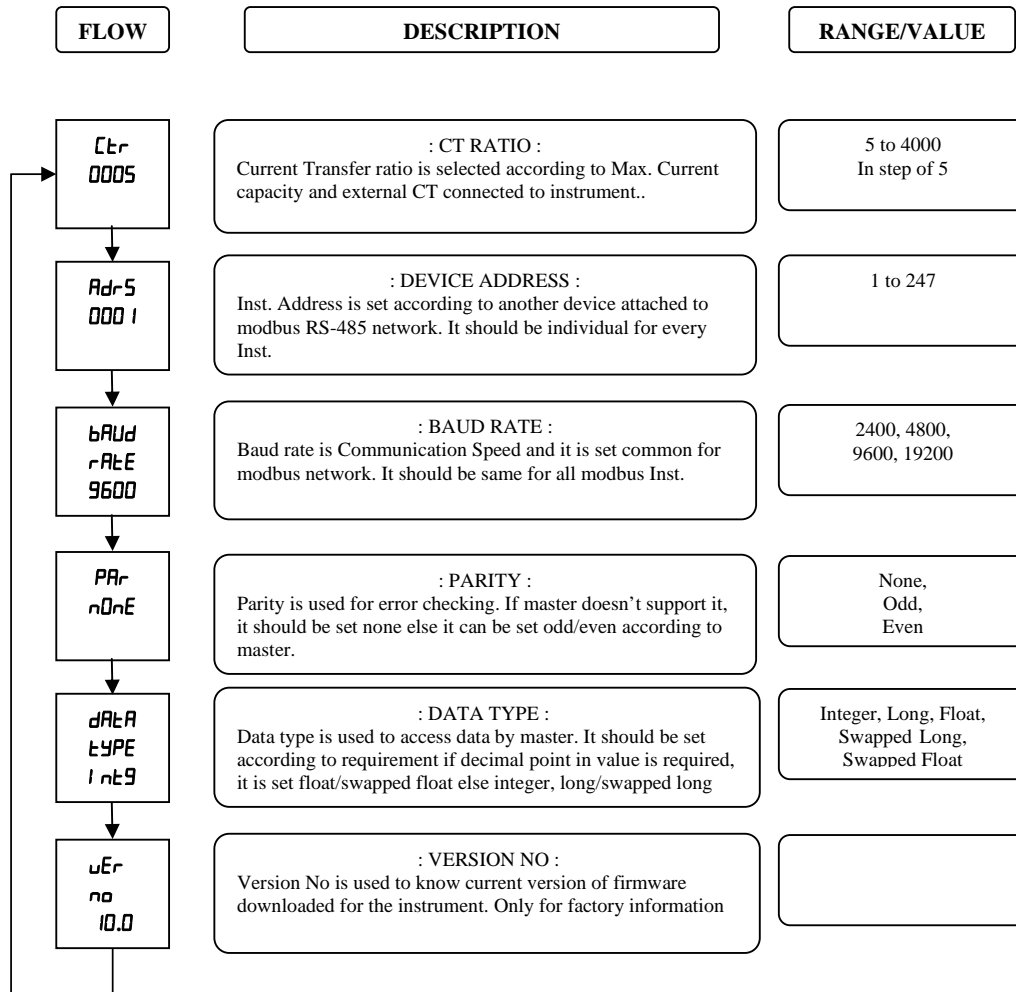 FLOW DESCRIPTION RANGE/VALUE
Ctr
0005
: CT RATIO :
Current Transfer ratio is selected according to Max. Current
capacity and external CT connected to instrument..
5 to 4000
In step of 5
AdrS
0001
: DEVICE ADDRESS :
Inst. Address is set according to another device attached to
modbus RS-485 network. It should be individual for every
Inst.
1 to 247
bAUd
rAtE
9600
: BAUD RATE :
Baud rate is Communication Speed and it is set common for
modbus network. It should be same for all modbus Inst.
2400, 4800,
9600, 19200
PAr
nOnE
: PARITY :
Parity is used for error checking. If master doesn't support it,
it should be set none else it can be set odd/even according to
master.
None,
Odd,
Even
dAtA
tYPE
Intg
: DATA TYPE :
Data type is used to access data by master. It should be set
according to requirement if decimal point in value is required,
it is set float/swapped float else integer, long/swapped long
Integer, Long, Float,
Swapped Long,
Swapped Float
vEr
no
10.0
: VERSION NO :
Version No is used to know current version of firmware
downloaded for the instrument. Only for factory information